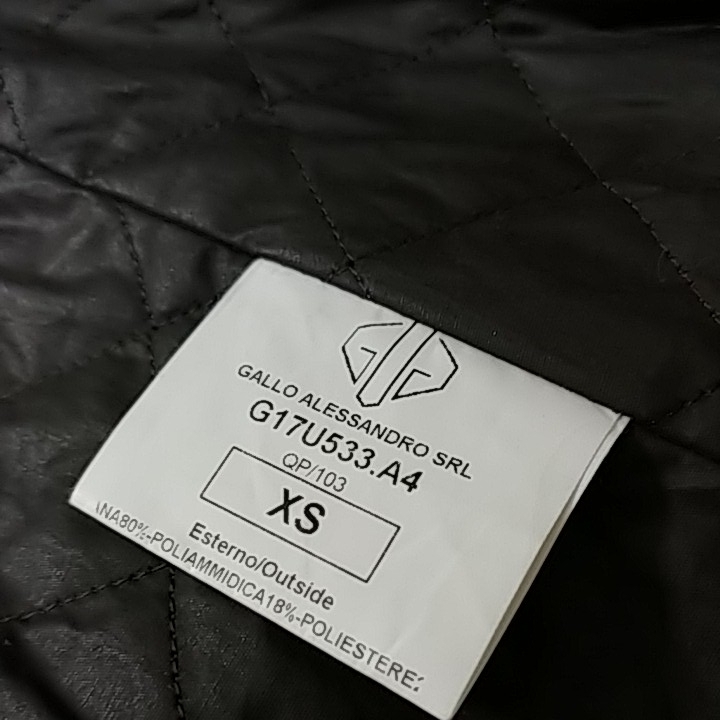 GALLO ALESSANDRO SRL
G17U533.A4
QP/103
XS
Esterno/Outside
NA80%-POLIAMMIDICA18%-POLIESTERE